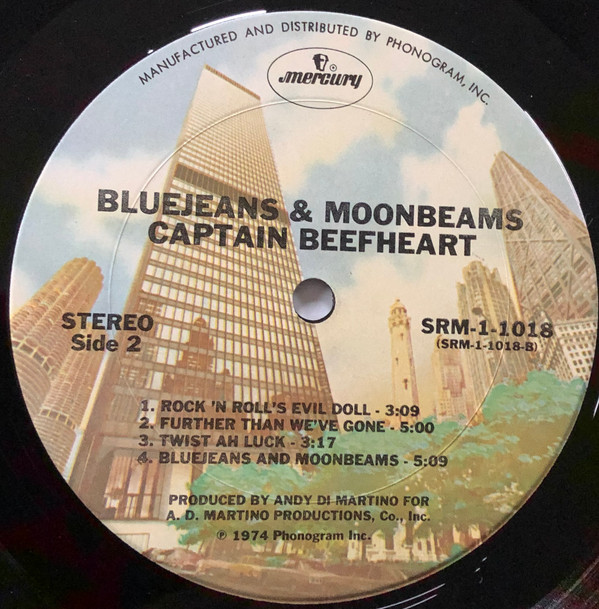 MANUFACTURED AND DISTRIBUTED BY PHONOGRAM, INC.
mercury
BLUEJEANS & MOONBEAMS
CAPTAIN BEEFHEART
STEREO
Side 2
SRM-1-1018
(SRM-1-1018-B)
1. ROCK 'N ROLL'S EVIL DOLL - 3:09
2. FURTHER THAN WE'VE GONE - 5:00
3. TWIST AH LUCK - 3:17
4. BLUEJEANS AND MOONBEAMS - 5:09
PRODUCED BY ANDY DI MARTINO FOR
A. D. MARTINO PRODUCTIONS, Co., Inc.
℗ 1974 Phonogram Inc.